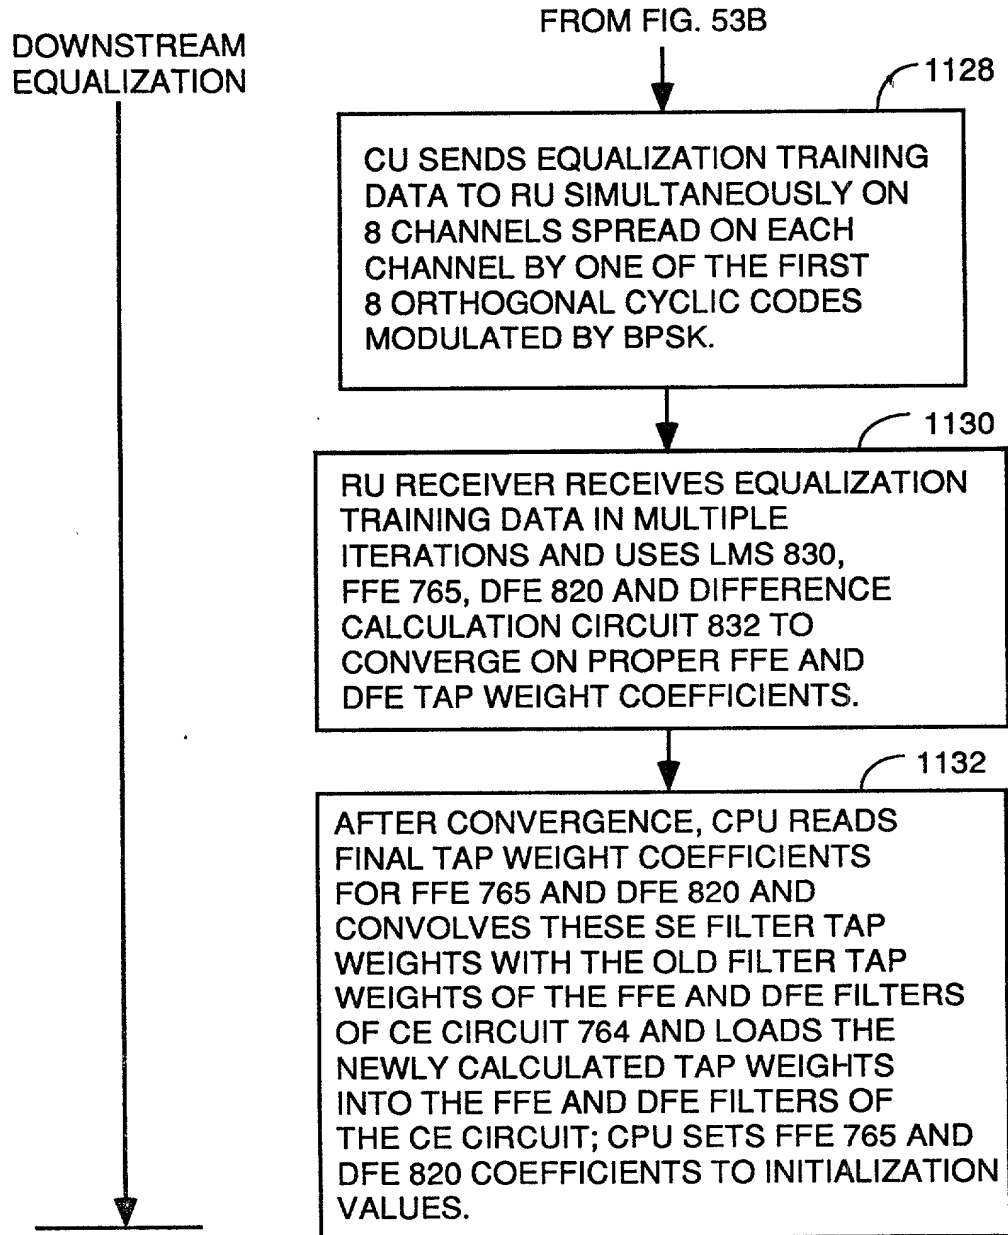 DOWNSTREAM
EQUALIZATION
FROM FIG. 53B
1128
CU SENDS EQUALIZATION TRAINING
DATA TO RU SIMULTANEOUSLY ON
8 CHANNELS SPREAD ON EACH
CHANNEL BY ONE OF THE FIRST
8 ORTHOGONAL CYCLIC CODES
MODULATED BY BPSK.
1130
RU RECEIVER RECEIVES EQUALIZATION
TRAINING DATA IN MULTIPLE
ITERATIONS AND USES LMS 830,
FFE 765, DFE 820 AND DIFFERENCE
CALCULATION CIRCUIT 832 TO
CONVERGE ON PROPER FFE AND
DFE TAP WEIGHT COEFFICIENTS.
1132
AFTER CONVERGENCE, CPU READS
FINAL TAP WEIGHT COEFFICIENTS
FOR FFE 765 AND DFE 820 AND
CONVOLVES THESE SE FILTER TAP
WEIGHTS WITH THE OLD FILTER TAP
WEIGHTS OF THE FFE AND DFE FILTERS
OF CE CIRCUIT 764 AND LOADS THE
NEWLY CALCULATED TAP WEIGHTS
INTO THE FFE AND DFE FILTERS OF
THE CE CIRCUIT; CPU SETS FFE 765 AND
DFE 820 COEFFICIENTS TO INITIALIZATION
VALUES.